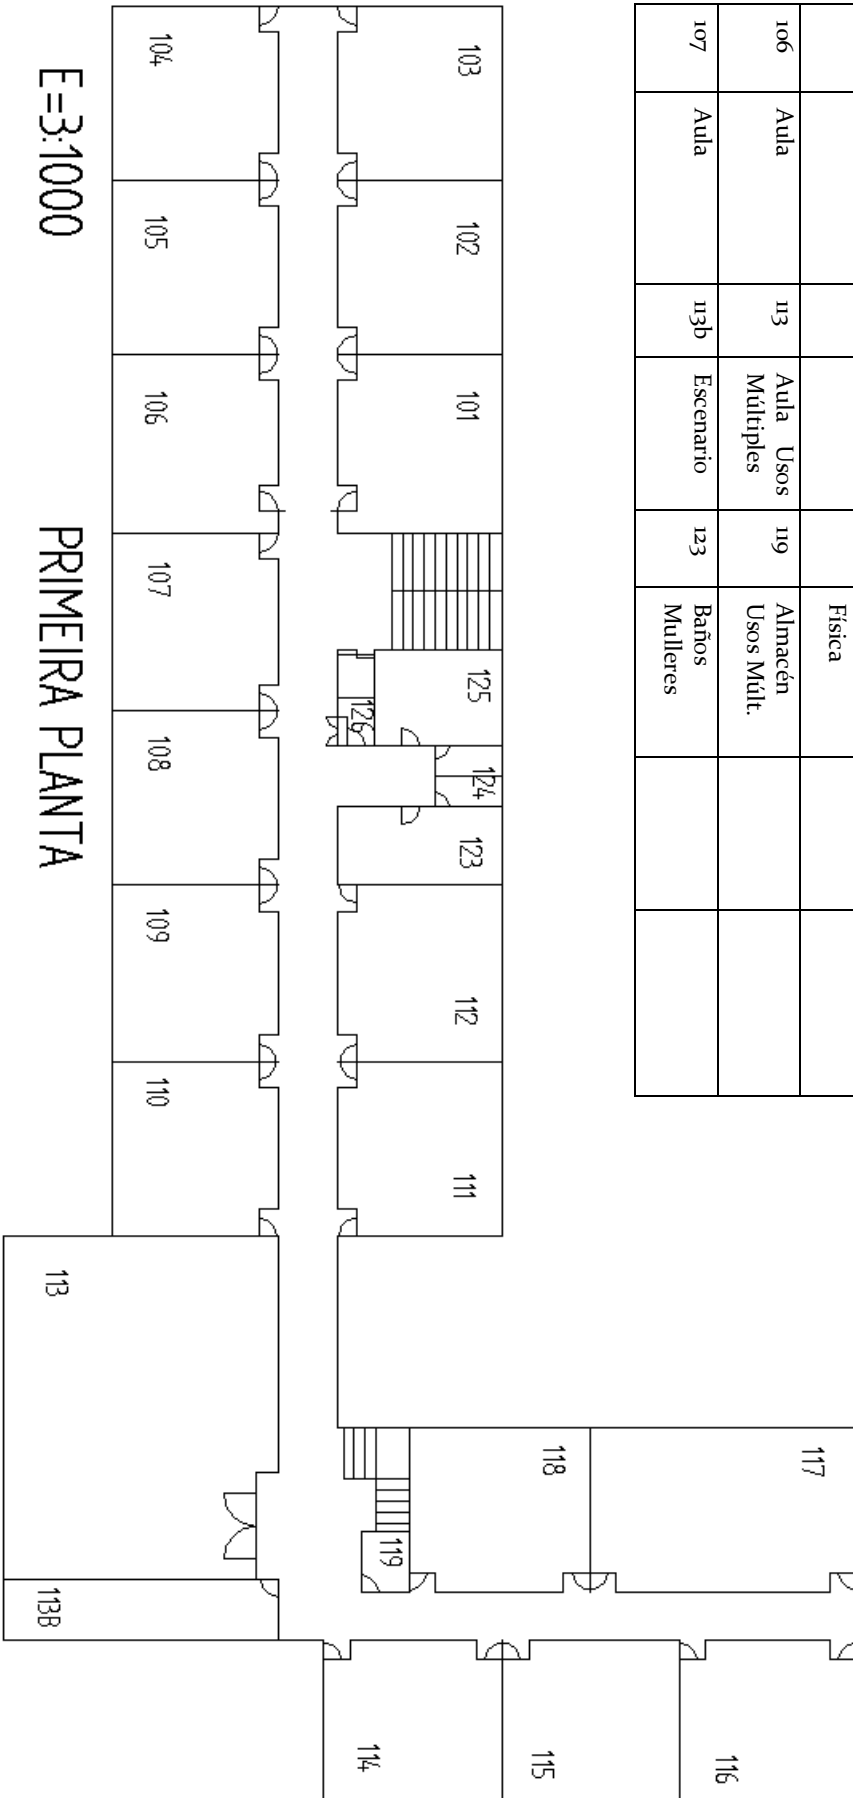 Física
106 Aula 113 Aula Usos 119 Almacén
Múltiples Usos Múlt.
107 Aula 113b Escenario 123 Baños
Mulleres
117
116
118
115
103 102 101 125 124 123 112 111
119
114
126
104 105 106 107 108 109 110
113 113B
E=3:1000 PRIMEIRA PLANTA